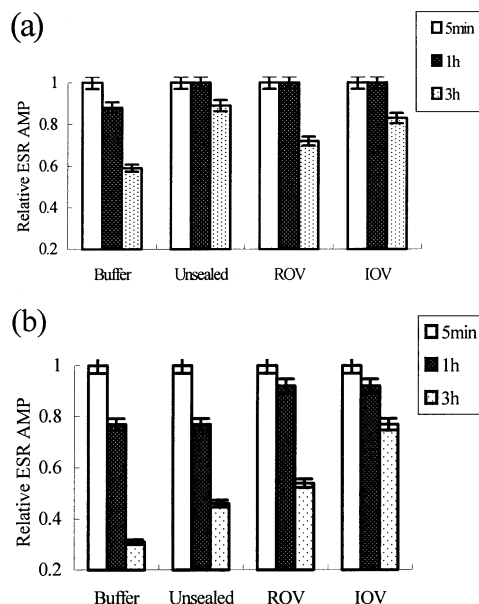 (a)
5min
1h
3h
Relative ESR AMP
1
0.8
0.6
0.4
0.2
Buffer Unsealed ROV IOV
(b)
5min
1h
3h
Relative ESR AMP
1
0.8
0.6
0.4
0.2
Buffer Unsealed ROV IOV